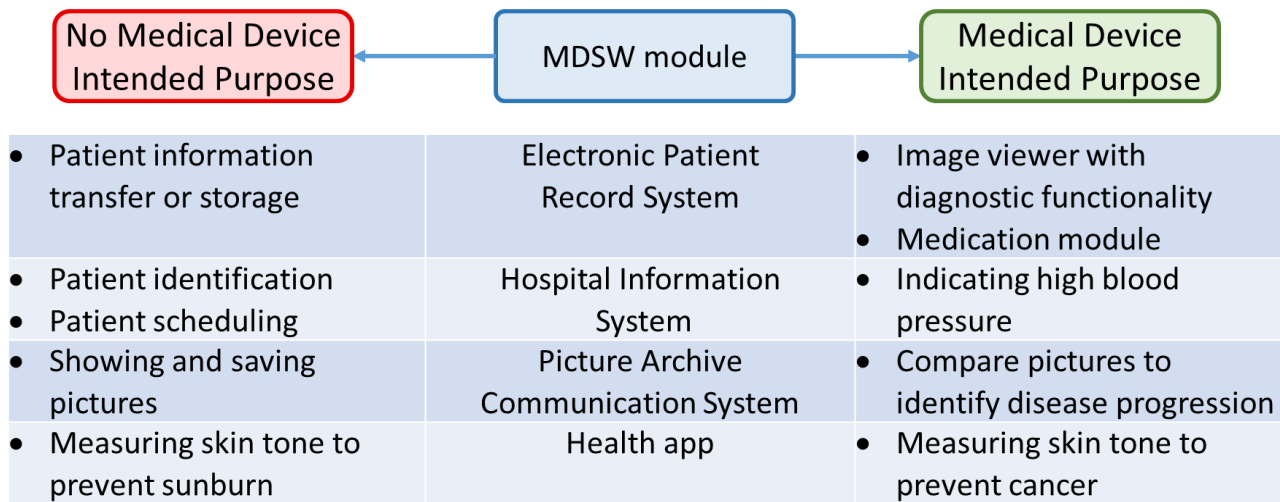 No Medical Device
Intended Purpose
MDSW module
Medical Device
Intended Purpose
• Patient information
transfer or storage
Electronic Patient
Record System
• Image viewer with
diagnostic functionality
• Medication module
• Patient identification
• Patient scheduling
Hospital Information
System
• Indicating high blood
pressure
• Showing and saving
pictures
Picture Archive
Communication System
• Compare pictures to
identify disease progression
• Measuring skin tone to
prevent sunburn
Health app
• Measuring skin tone to
prevent cancer